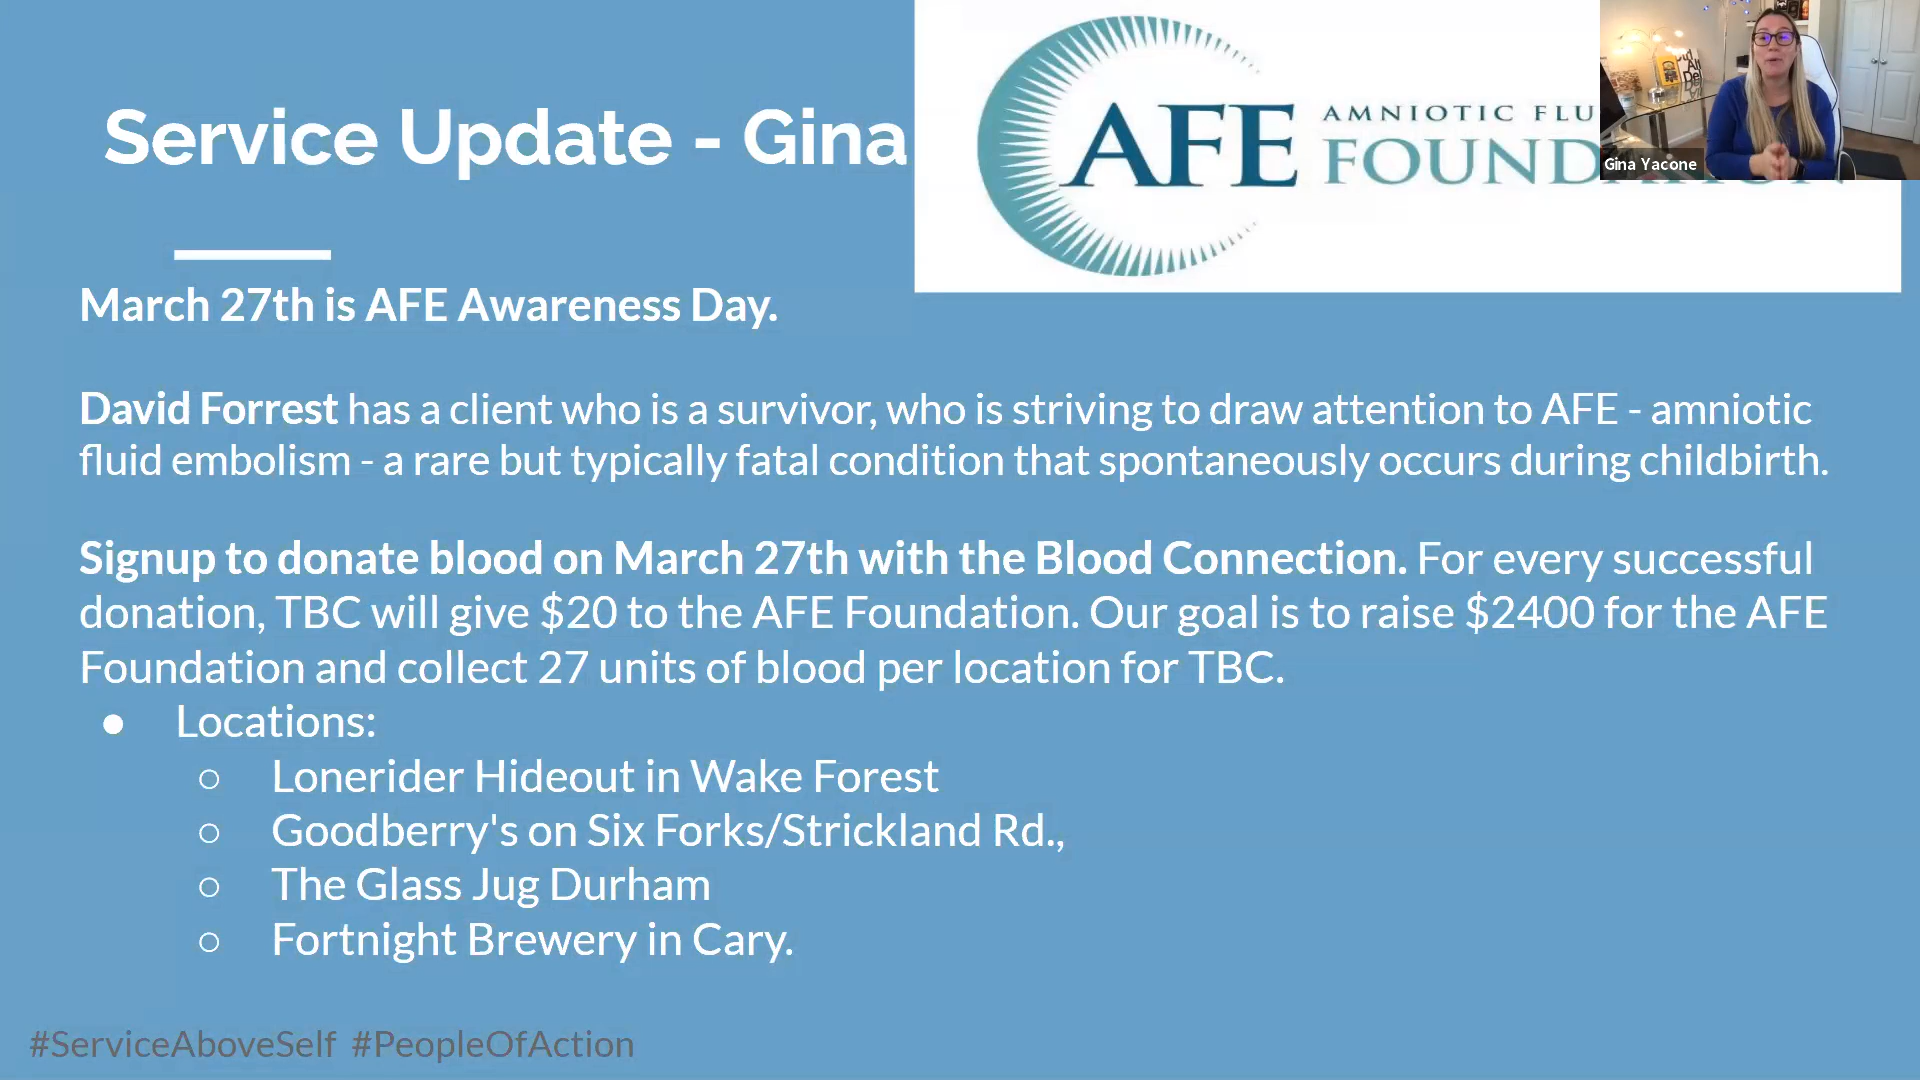 Service Update - Gina
AFE
AMNIOTIC FLU
FOUND
Gina Yacone
March 27th is AFE Awareness Day.
David Forrest has a client who is a survivor, who is striving to draw attention to AFE - amniotic
fluid embolism - a rare but typically fatal condition that spontaneously occurs during childbirth.
Signup to donate blood on March 27th with the Blood Connection. For every successful
donation, TBC will give $20 to the AFE Foundation. Our goal is to raise $2400 for the AFE
Foundation and collect 27 units of blood per location for TBC.
● Locations:
○ Lonerider Hideout in Wake Forest
○ Goodberry's on Six Forks/Strickland Rd.,
○ The Glass Jug Durham
○ Fortnight Brewery in Cary.
#ServiceAboveSelf #PeopleOfAction